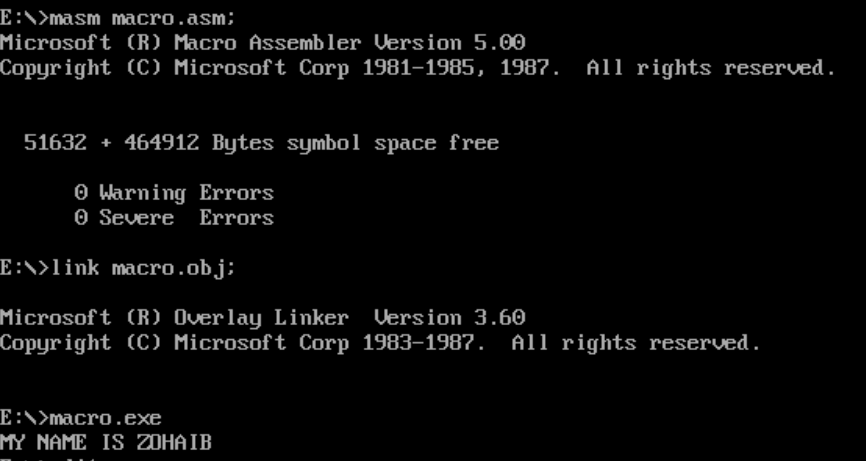 E:\>masm macro.asm;
Microsoft (R) Macro Assembler Version 5.00
Copyright (C) Microsoft Corp 1981-1985, 1987.  All rights reserved.
51632 + 464912 Bytes symbol space free
0 Warning Errors
0 Severe  Errors
E:\>link macro.obj;
Microsoft (R) Overlay Linker  Version 3.60
Copyright (C) Microsoft Corp 1983-1987.  All rights reserved.
E:\>macro.exe
MY NAME IS ZOHAIB